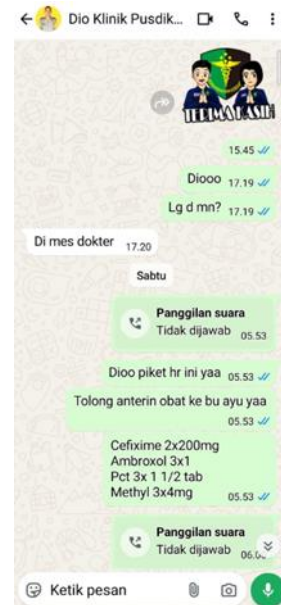 Dio Klinik Pusdik...
TERIMA KASIH
15.45
Diooo 17.19
Lg d mn? 17.19
Di mes dokter 17.20
Sabtu
Panggilan suara
Tidak dijawab 05.53
Dioo piket hr ini yaa 05.53
Tolong anterin obat ke bu ayu yaa
05.53
Cefixime 2x200mg
Ambroxol 3x1
Pct 3x 1 1/2 tab
Methyl 3x4mg 05.53
Panggilan suara
Tidak dijawab
Ketik pesan